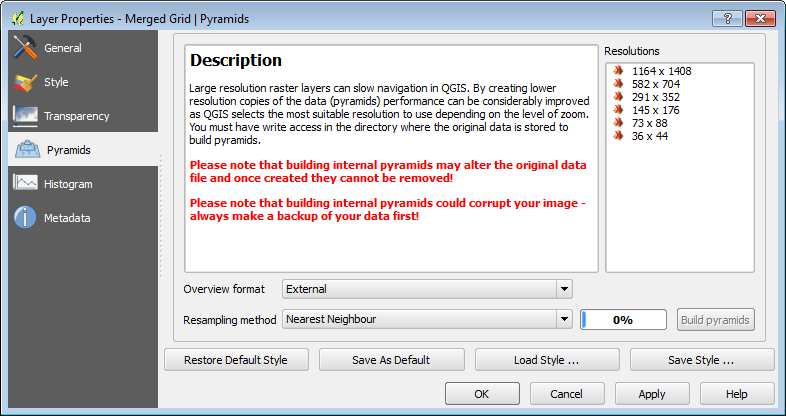 Layer Properties - Merged Grid | Pyramids
General
Style
Transparency
Pyramids
Histogram
Metadata
Description
Large resolution raster layers can slow navigation in QGIS. By creating lower
resolution copies of the data (pyramids) performance can be considerably improved
as QGIS selects the most suitable resolution to use depending on the level of zoom.
You must have write access in the directory where the original data is stored to
build pyramids.
Please note that building internal pyramids may alter the original data
file and once created they cannot be removed!
Please note that building internal pyramids could corrupt your image -
always make a backup of your data first!
Resolutions
1164 x 1408
582 x 704
291 x 352
145 x 176
73 x 88
36 x 44
Overview format
External
Resampling method
Nearest Neighbour
0%
Build pyramids
Restore Default Style
Save As Default
Load Style ...
Save Style ...
OK
Cancel
Apply
Help